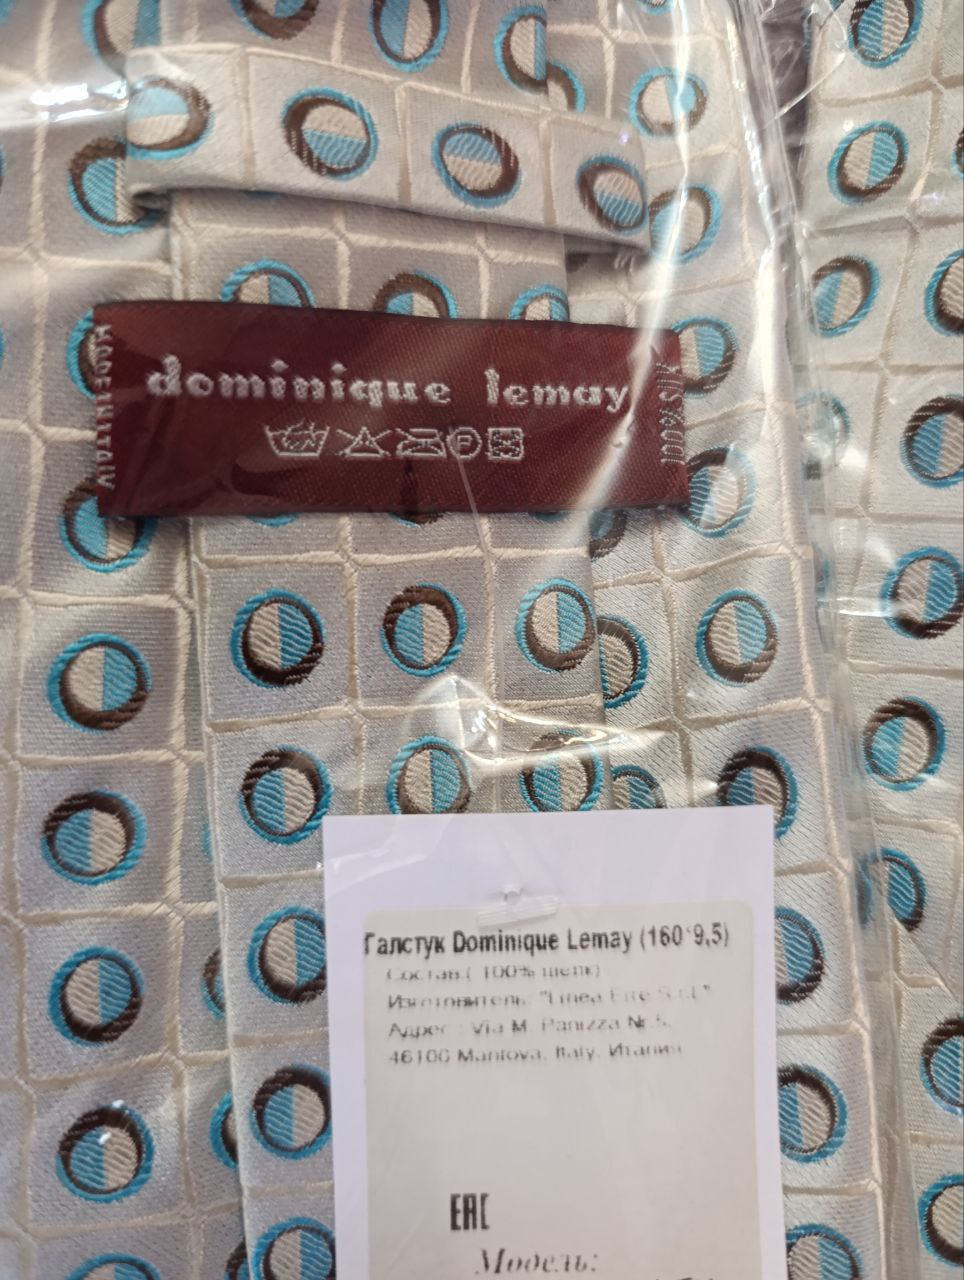 dominique lemay
MADE IN ITALY
100% SILK
F
Галстук Dominique Lemay (160*9,5)
Состав:( 100% шелк)
Изготовитель: "Linea Erre S.r.l."
Адрес : Via M. Panizza Nr.5,
46100 Mantova, Italy. Италия
EAC
Модель: